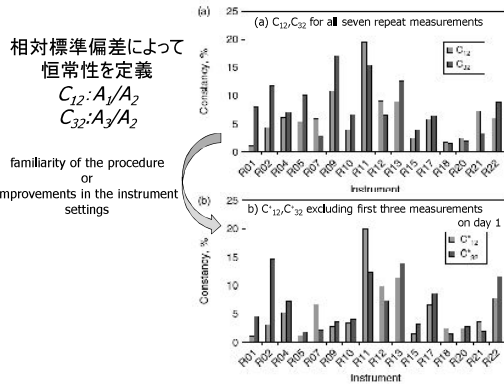 相対標準偏差によって
恒常性を定義
C12:A1/A2
C32:A3/A2
familiarity of the procedure
or
mprovements in the instrument
settings
(a)
(a) C12,C32 for all seven repeat measurements
Constancy, %
25
20
15
10
5
0
C12
C32
R01 R02 R04 R05 R07 R09 R10 R11 R12 R13 R15 R17 R18 R20 R21 R22
Instrument
(b)
b) C*12,C*32 excluding first three measurements
on day 1
Constancy, %
25
20
15
10
5
0
C*12
C*32
R01 R02 R04 R05 R07 R09 R10 R11 R12 R13 R15 R17 R18 R20 R21 R22
Instrument